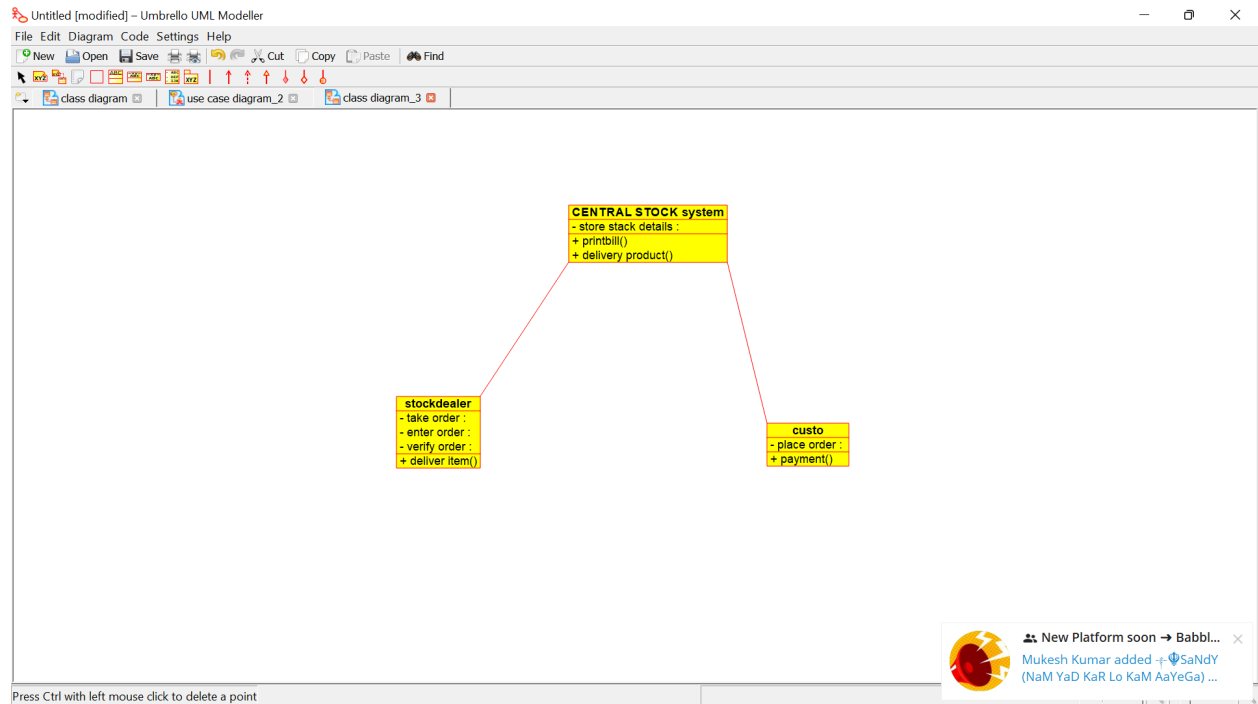 Untitled [modified] – Umbrello UML Modeller
File Edit Diagram Code Settings Help
New Open Save Cut Copy Paste Find
class diagram use case diagram_2 class diagram_3
CENTRAL STOCK system
- store stack details :
+ printbill()
+ delivery product()
stockdealer
- take order :
- enter order :
- verify order :
+ deliver item()
custo
- place order :
+ payment()
New Platform soon → Babbl...
Mukesh Kumar added -‡-☬SaNdY
(NaM YaD KaR Lo KaM AaYeGa) ...
Press Ctrl with left mouse click to delete a point